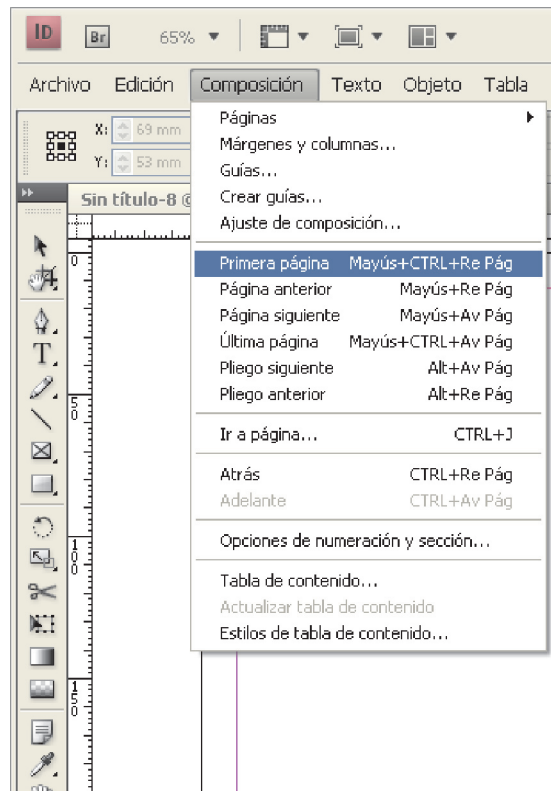 ID Br 65%
Archivo Edición Composición Texto Objeto Tabla
X: 69 mm
Y: 53 mm
Sin título-8
Páginas
Márgenes y columnas...
Guías...
Crear guías...
Ajuste de composición...
Primera página Mayús+CTRL+Re Pág
Página anterior Mayús+Re Pág
Página siguiente Mayús+Av Pág
Última página Mayús+CTRL+Av Pág
Pliego siguiente Alt+Av Pág
Pliego anterior Alt+Re Pág
Ir a página... CTRL+J
Atrás CTRL+Re Pág
Adelante CTRL+Av Pág
Opciones de numeración y sección...
Tabla de contenido...
Actualizar tabla de contenido
Estilos de tabla de contenido...
0
50
100
150